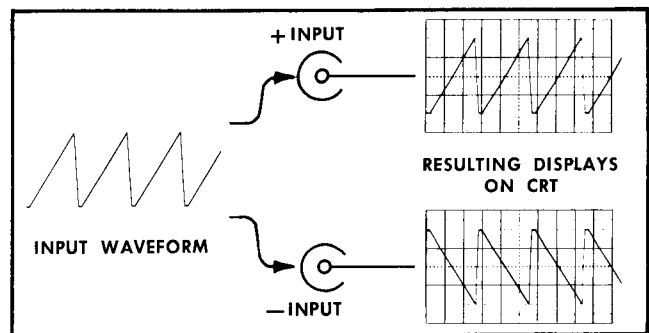 + INPUT
RESULTING DISPLAYS
ON CRT
INPUT WAVEFORM
— INPUT